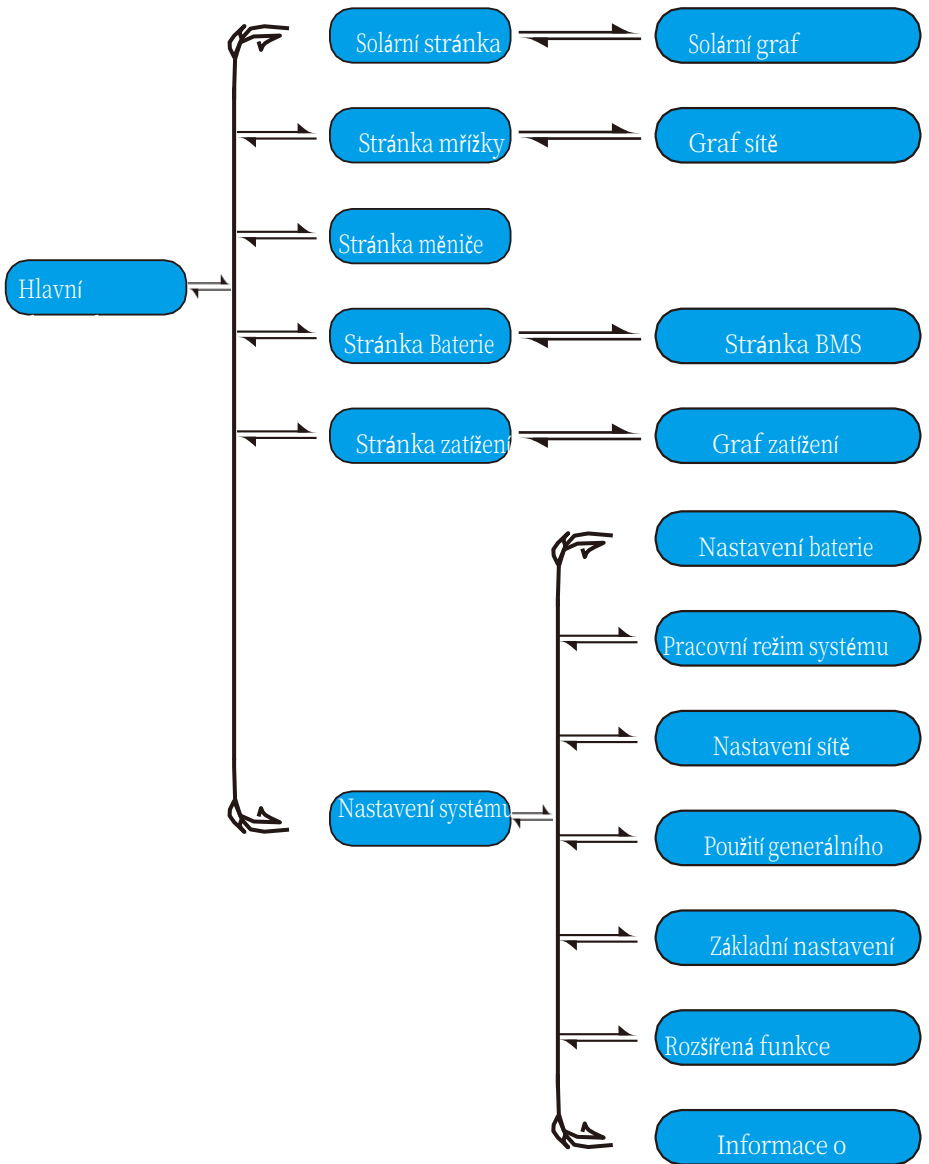 Solární stránka
Solární graf
Stránka mřížky
Graf sítě
Stránka měniče
Hlavní
Stránka Baterie
Stránka BMS
Stránka zatížení
Graf zatížení
Nastavení baterie
Pracovní režim systému
Nastavení sítě
Nastavení systému
Použití generálního
Základní nastavení
Rozšířená funkce
Informace o